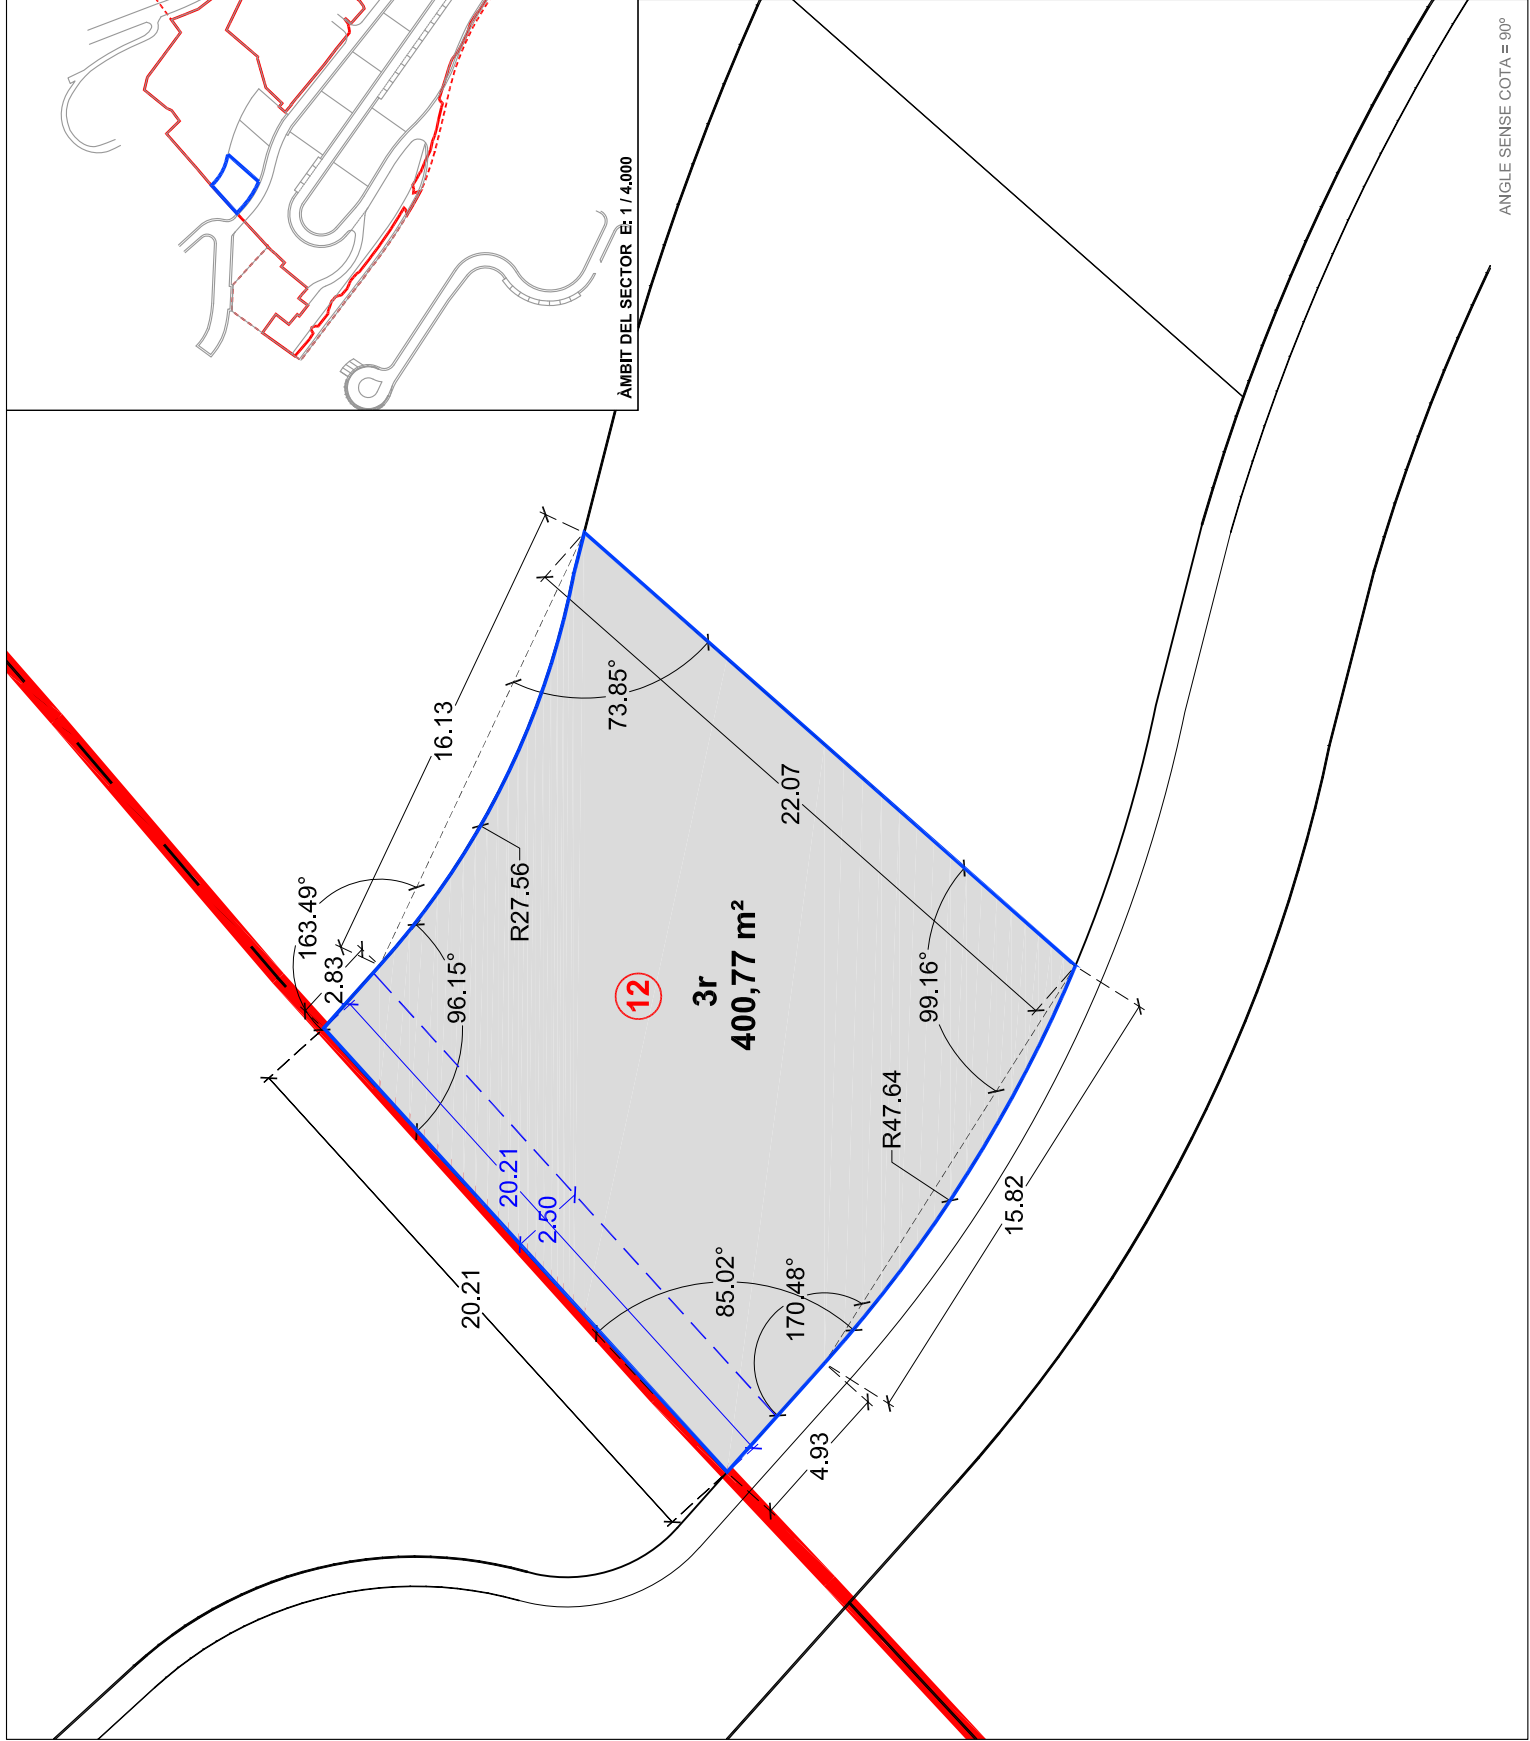 ÀMBIT DEL SECTOR E: 1 / 4.000
ANGLE SENSE COTA = 90º
16.13
163.49°
2.83
73.85°
22.07
R27.56
96.15°
12
3r
400,77 m²
99.16°
R47.64
20.21
2.50
20.21
85.02°
170.48°
15.82
4.93